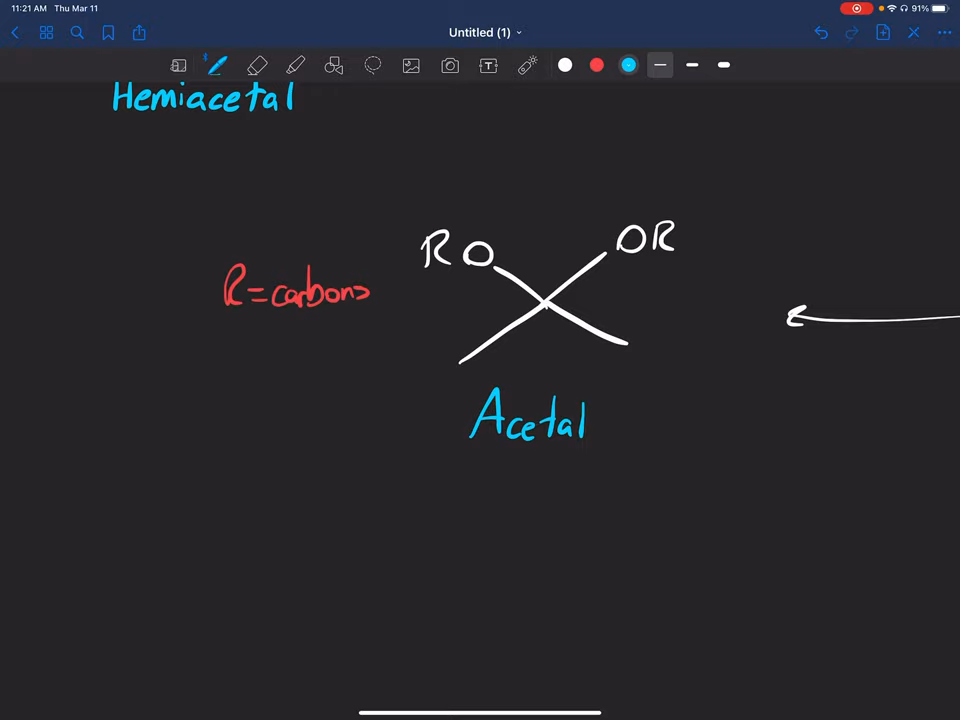 11:21 AM Thu Mar 11
91%
Untitled (1)
T
Hemiacetal
RO OR
R=carbons
Acetal